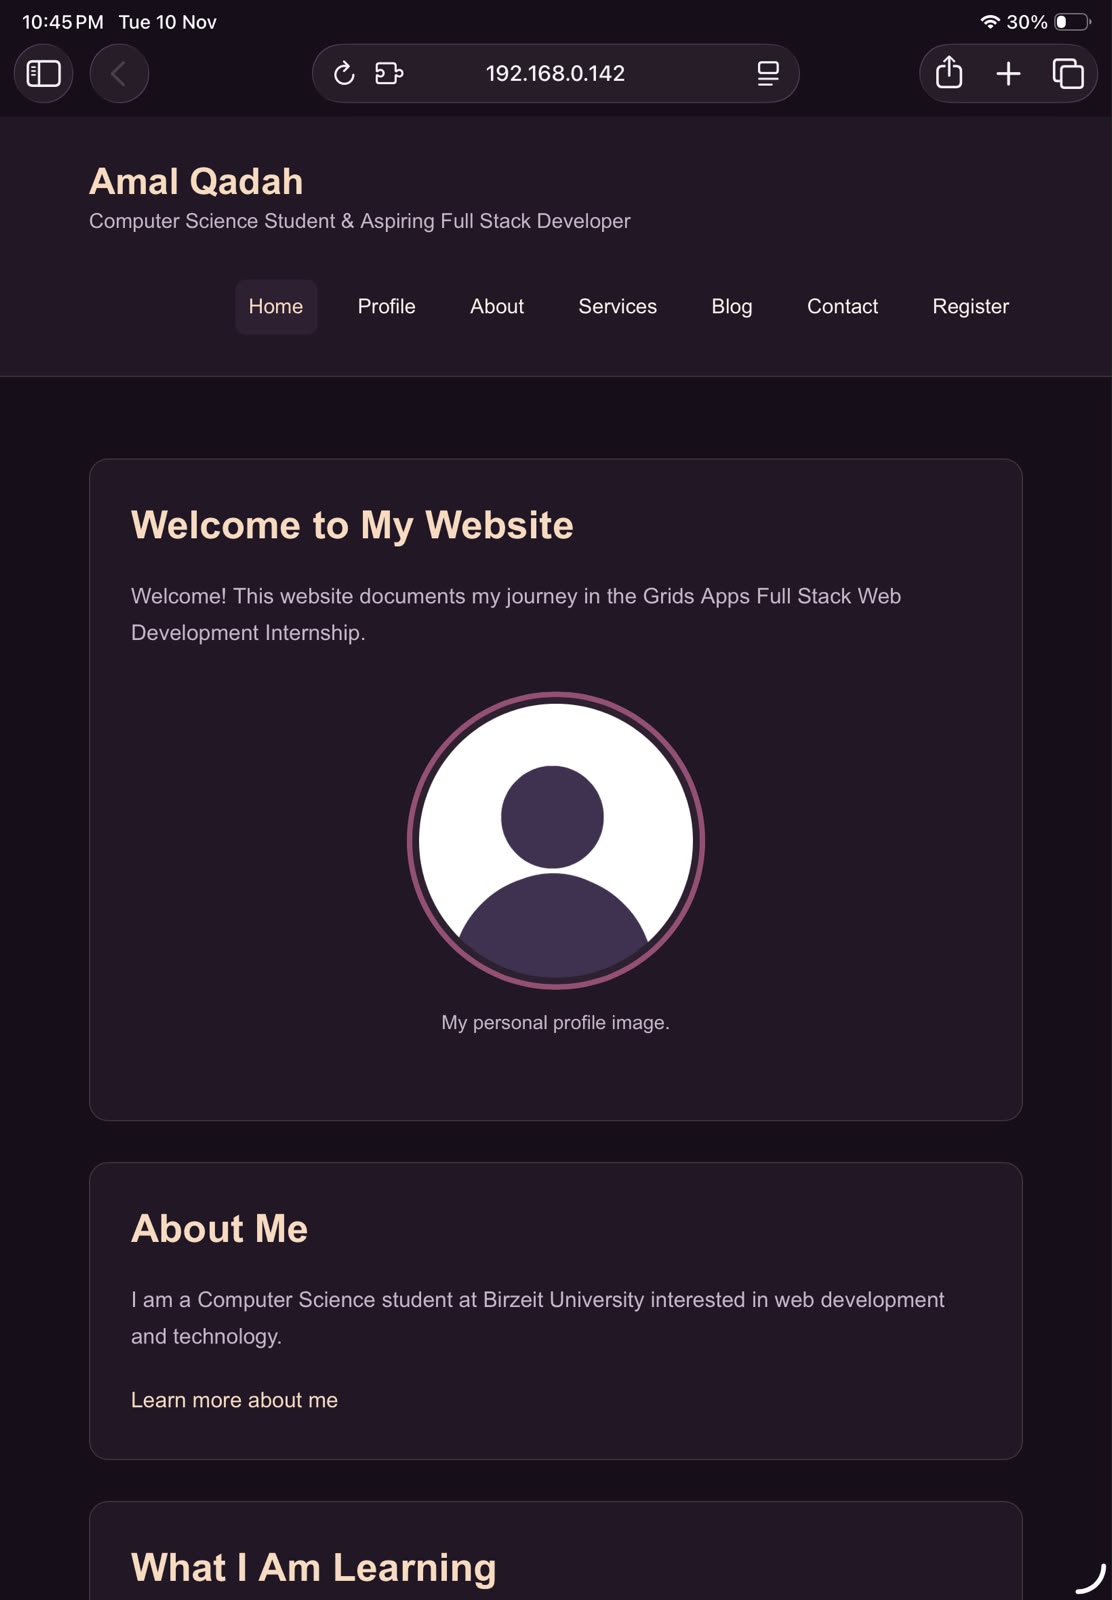 10:45 PM Tue 10 Nov
30%
192.168.0.142
Amal Qadah
Computer Science Student & Aspiring Full Stack Developer
Home Profile About Services Blog Contact Register
Welcome to My Website
Welcome! This website documents my journey in the Grids Apps Full Stack Web
Development Internship.
My personal profile image.
About Me
I am a Computer Science student at Birzeit University interested in web development
and technology.
Learn more about me
What I Am Learning